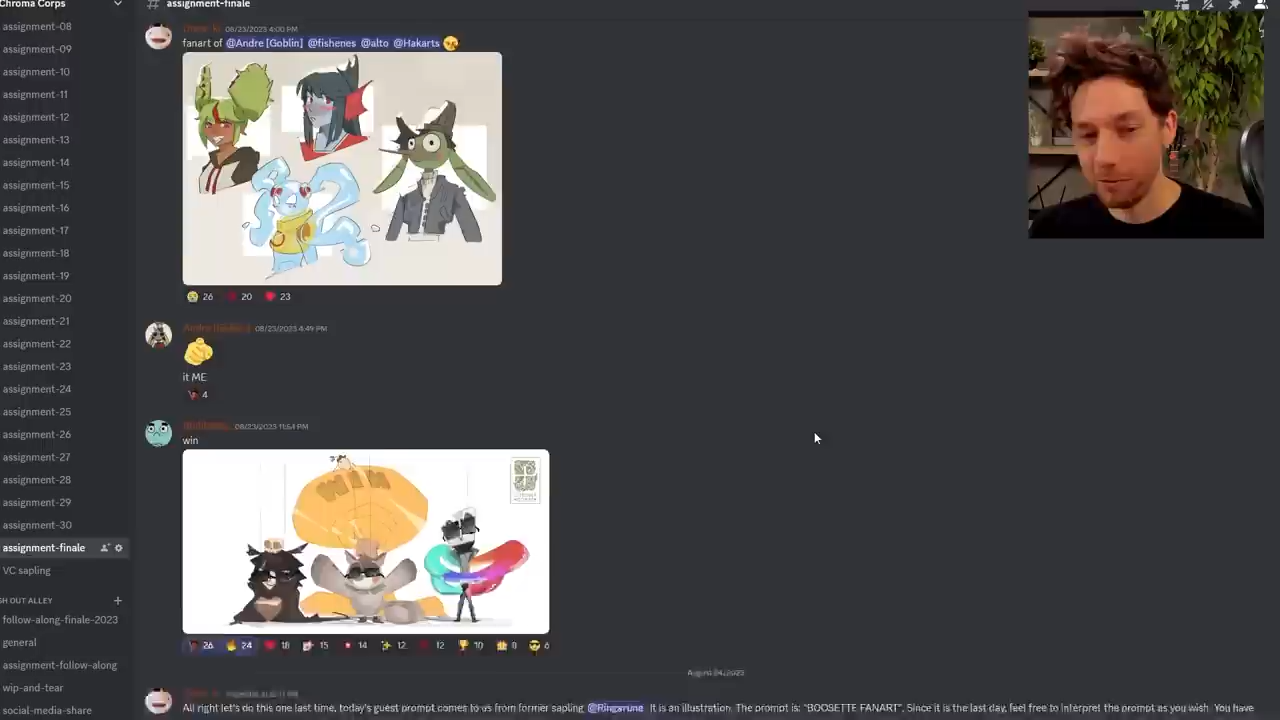 Chroma Corps
# assignment-finale
assignment-08
assignment-09
assignment-10
assignment-11
assignment-12
assignment-13
assignment-14
assignment-15
assignment-16
assignment-17
assignment-18
assignment-19
assignment-20
assignment-21
assignment-22
assignment-23
assignment-24
assignment-25
assignment-26
assignment-27
assignment-28
assignment-29
assignment-30
assignment-finale
VC sapling
SH OUT ALLEY
follow-along-finale-2023
general
assignment-follow-along
wip-and-tear
social-media-share
08/23/2023 4:00 PM
fanart of @Andre [Goblin] @fishenes @alto @Hakarts
26 20 23
Andre [Goblin] 08/23/2023 4:49 PM
it ME
4
08/23/2023 11:54 PM
win
WIN
26 24 18 15 14 12 12 10 8 6
All right let's do this one last time, today's guest prompt comes to us from former sapling @Ringmune It is an illustration. The prompt is: "BOOSETTE FANART", Since it is the last day, feel free to interpret the prompt as you wish. You have